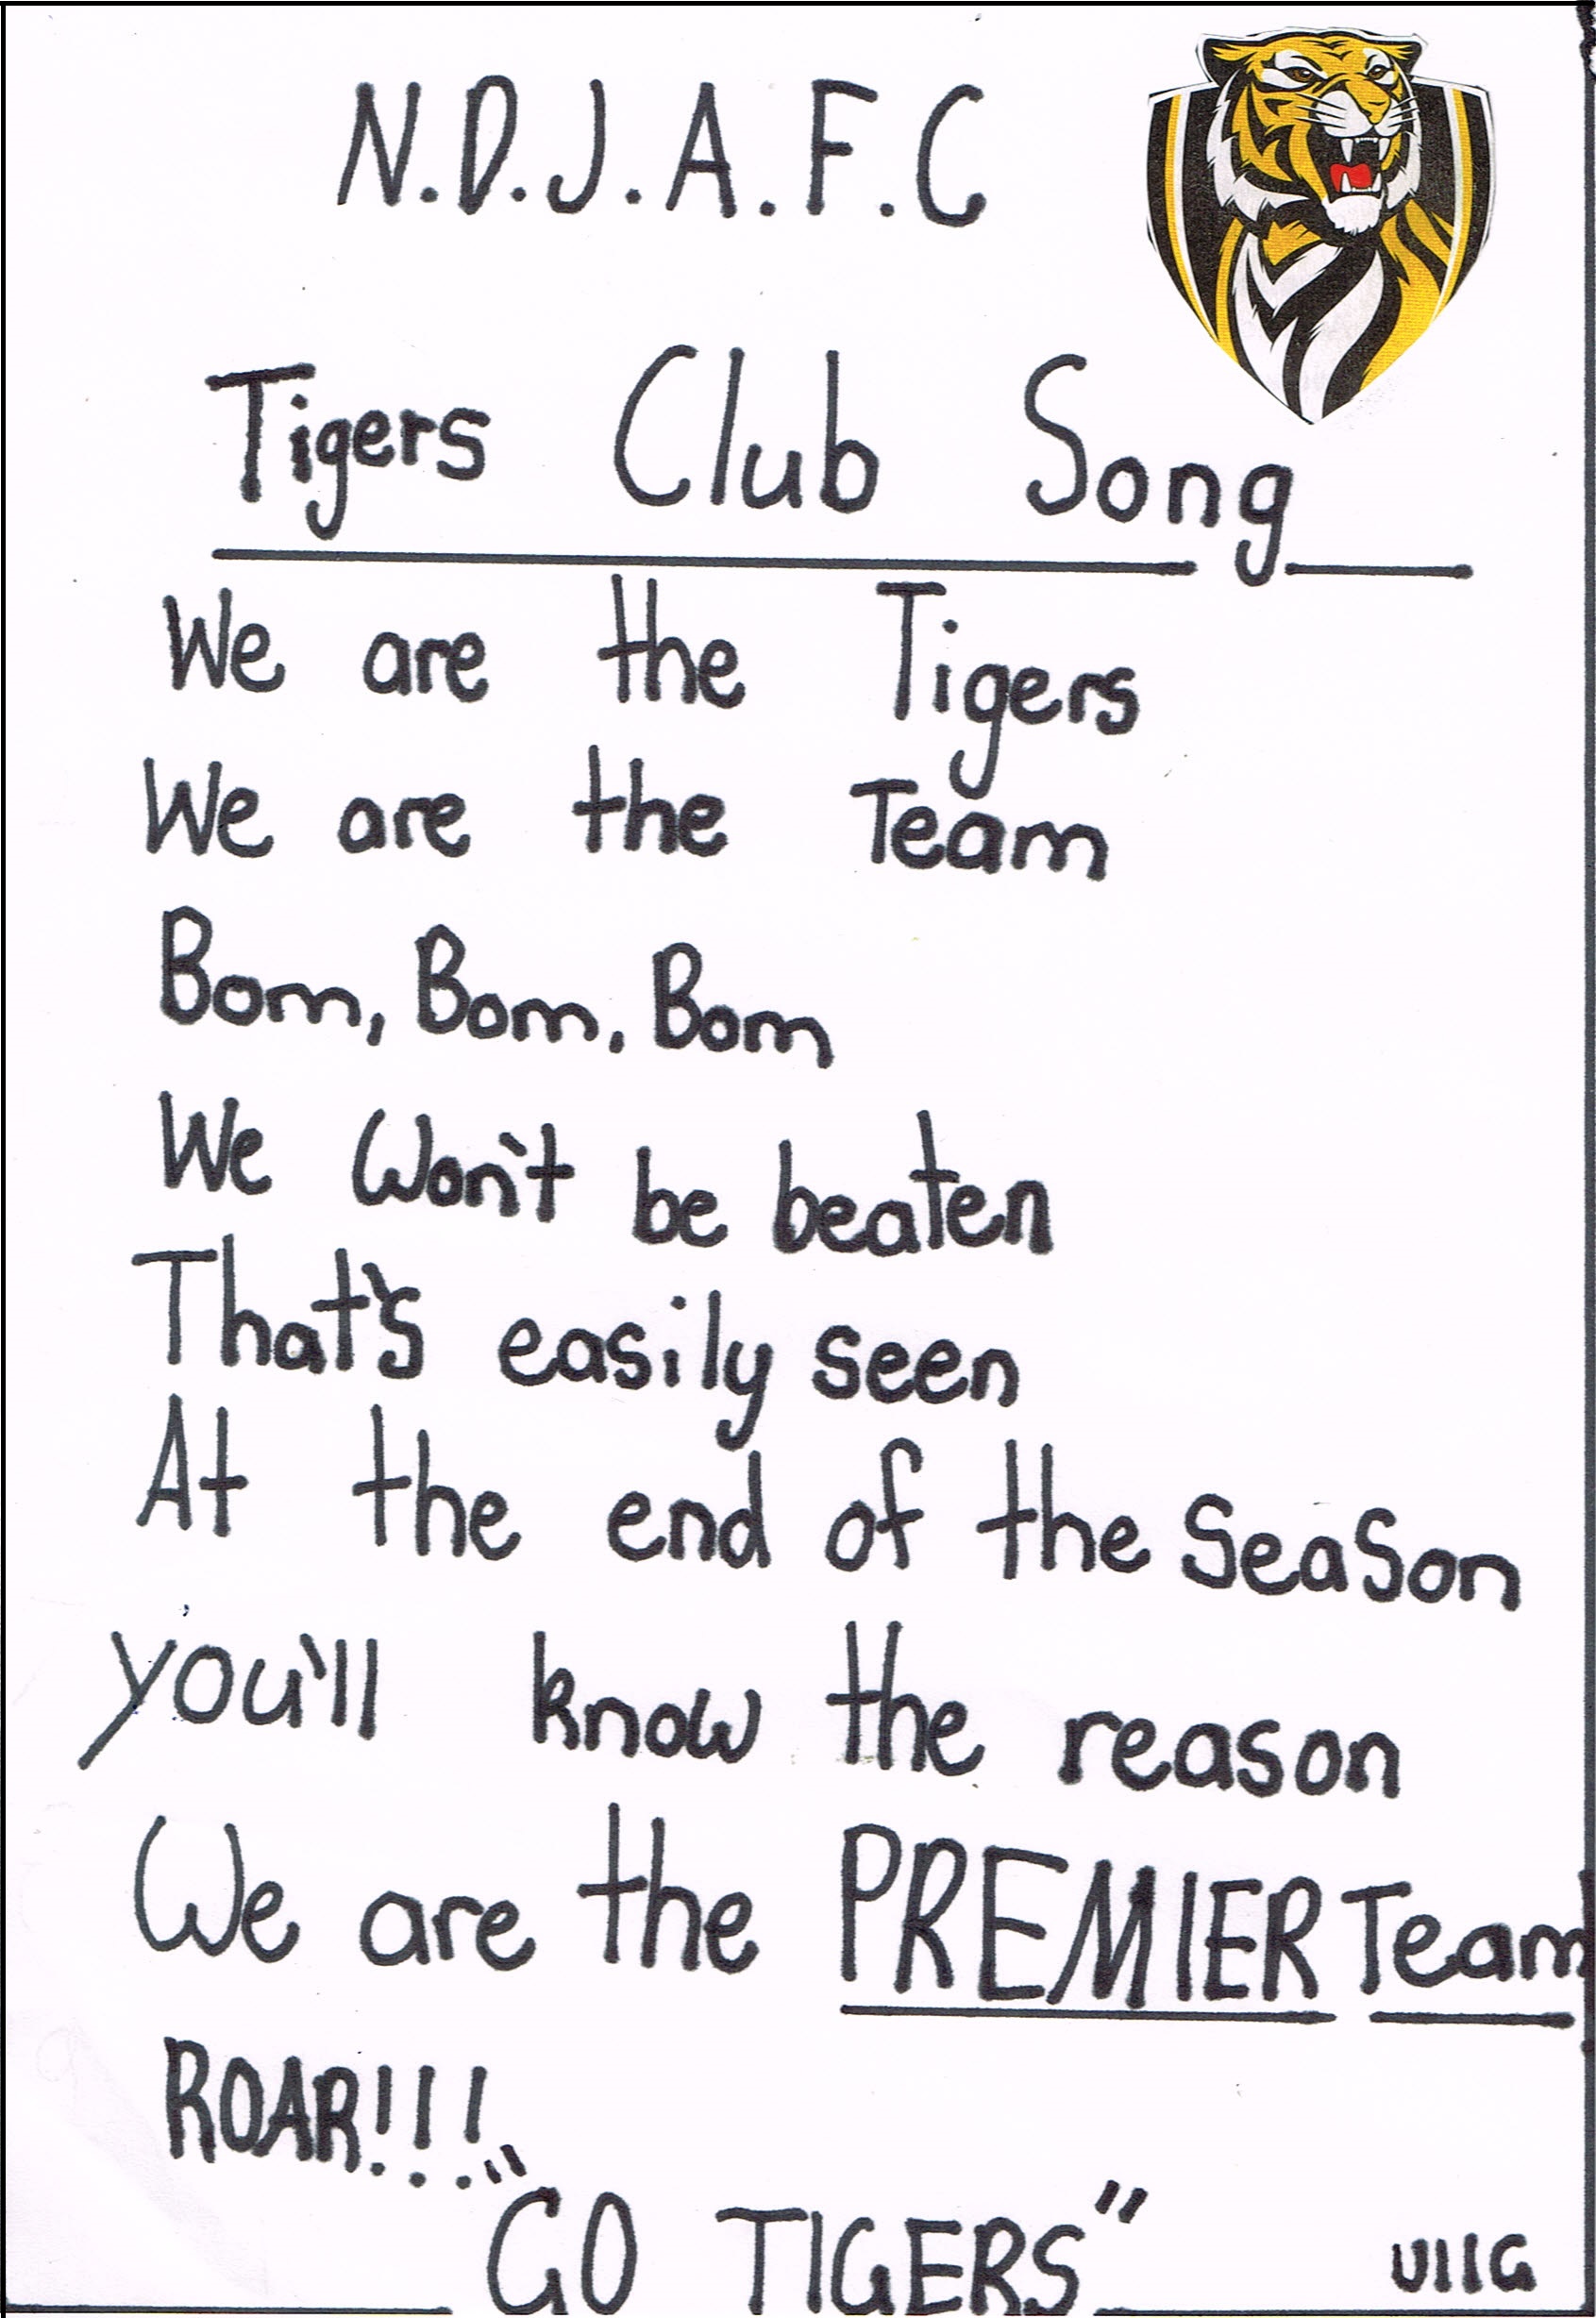 N.D.J.A.F.C
Tigers Club Song
We are the Tigers
We are the Team
Bom, Bom, Bom
We Won't be beaten
That's easily seen
At the end of the SeaSon
you'll know the reason
We are the PREMIER Team
ROAR!!!
"GO TIGERS"
U11G